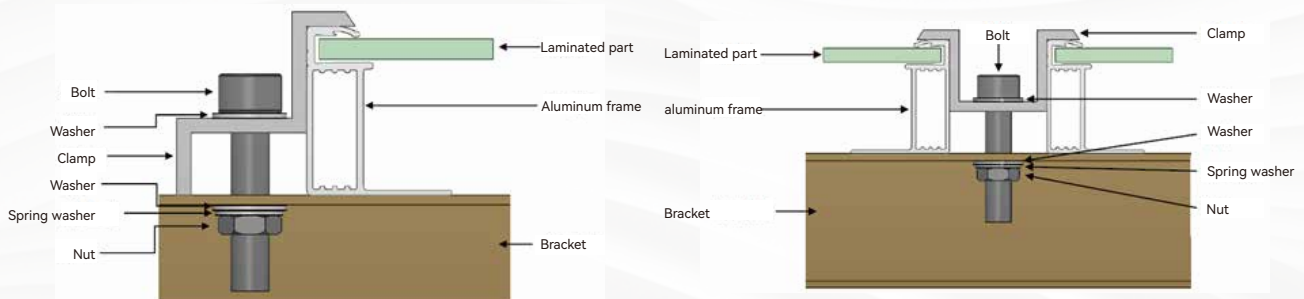 Laminated part
Bolt
Aluminum frame
Washer
Clamp
Washer
Spring washer
Nut
Bracket
Clamp
Bolt
Laminated part
Washer
aluminum frame
Washer
Spring washer
Bracket
Nut